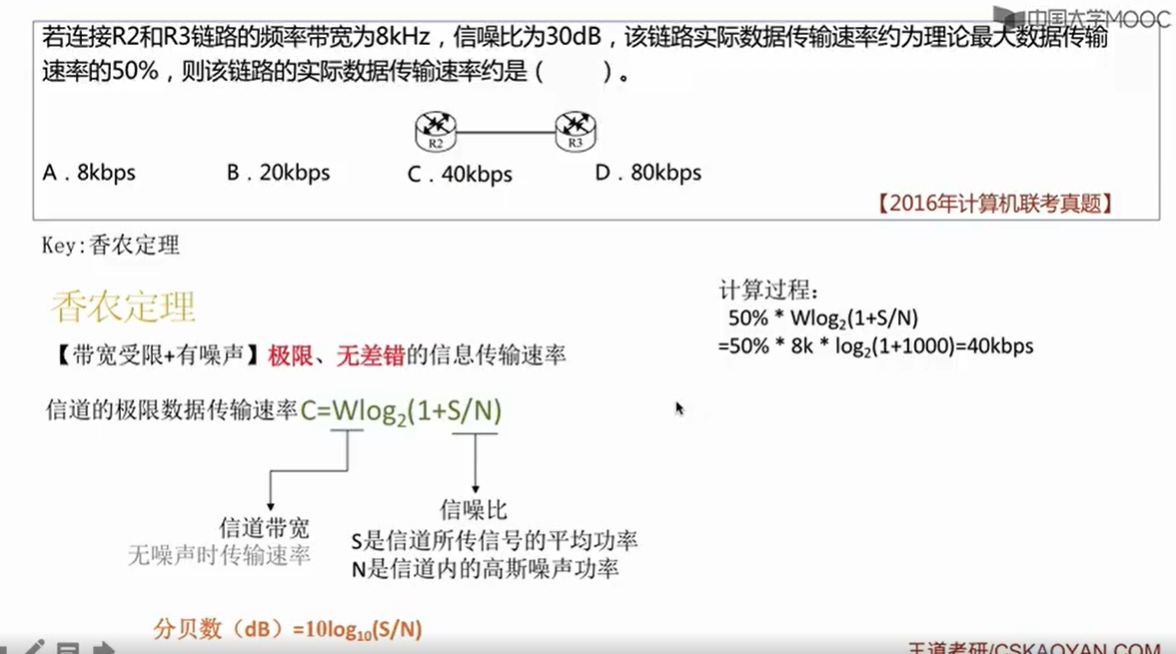 中国大学MOOC
若连接R2和R3链路的频率带宽为8kHz，信噪比为30dB，该链路实际数据传输速率约为理论最大数据传输
速率的50%，则该链路的实际数据传输速率约是（ ）。
R2 R3
A．8kbps B．20kbps C．40kbps D．80kbps
【2016年计算机联考真题】
Key:香农定理
香农定理
【带宽受限+有噪声】极限、无差错的信息传输速率
信道的极限数据传输速率C=Wlog₂(1+S/N)
信道带宽
无噪声时传输速率
信噪比
S是信道所传信号的平均功率
N是信道内的高斯噪声功率
分贝数（dB）=10log₁₀(S/N)
计算过程：
50% * Wlog₂(1+S/N)
=50% * 8k * log₂(1+1000)=40kbps
王道考研/CSKAOYAN.COM